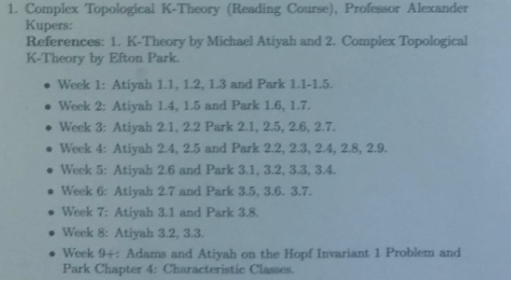 1. Complex Topological K-Theory (Reading Course), Professor Alexander
Kupers:
References: 1. K-Theory by Michael Atiyah and 2. Complex Topological
K-Theory by Efton Park.
• Week 1: Atiyah 1.1, 1.2, 1.3 and Park 1.1-1.5.
• Week 2: Atiyah 1.4, 1.5 and Park 1.6, 1.7.
• Week 3: Atiyah 2.1, 2.2 Park 2.1, 2.5, 2.6, 2.7.
• Week 4: Atiyah 2.4, 2.5 and Park 2.2, 2.3, 2.4, 2.8, 2.9.
• Week 5: Atiyah 2.6 and Park 3.1, 3.2, 3.3, 3.4.
• Week 6: Atiyah 2.7 and Park 3.5, 3.6. 3.7.
• Week 7: Atiyah 3.1 and Park 3.8.
• Week 8: Atiyah 3.2, 3.3.
• Week 9+: Adams and Atiyah on the Hopf Invariant 1 Problem and
Park Chapter 4: Characteristic Classes.